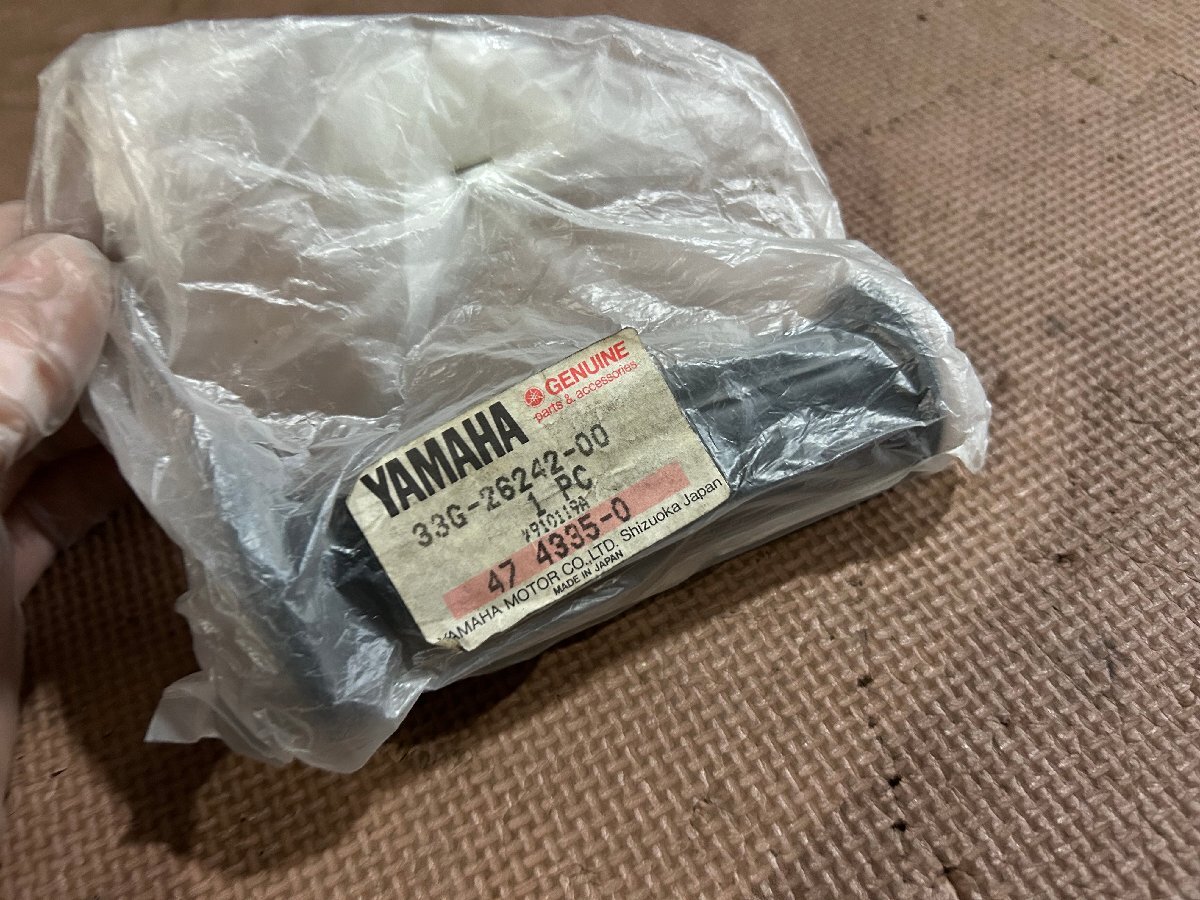 YAMAHA GENUINE
parts & accessories
33G-26242-00
1 PC
47 4335-0
YAMAHA MOTOR CO.,LTD. Shizuoka Japan
MADE IN JAPAN